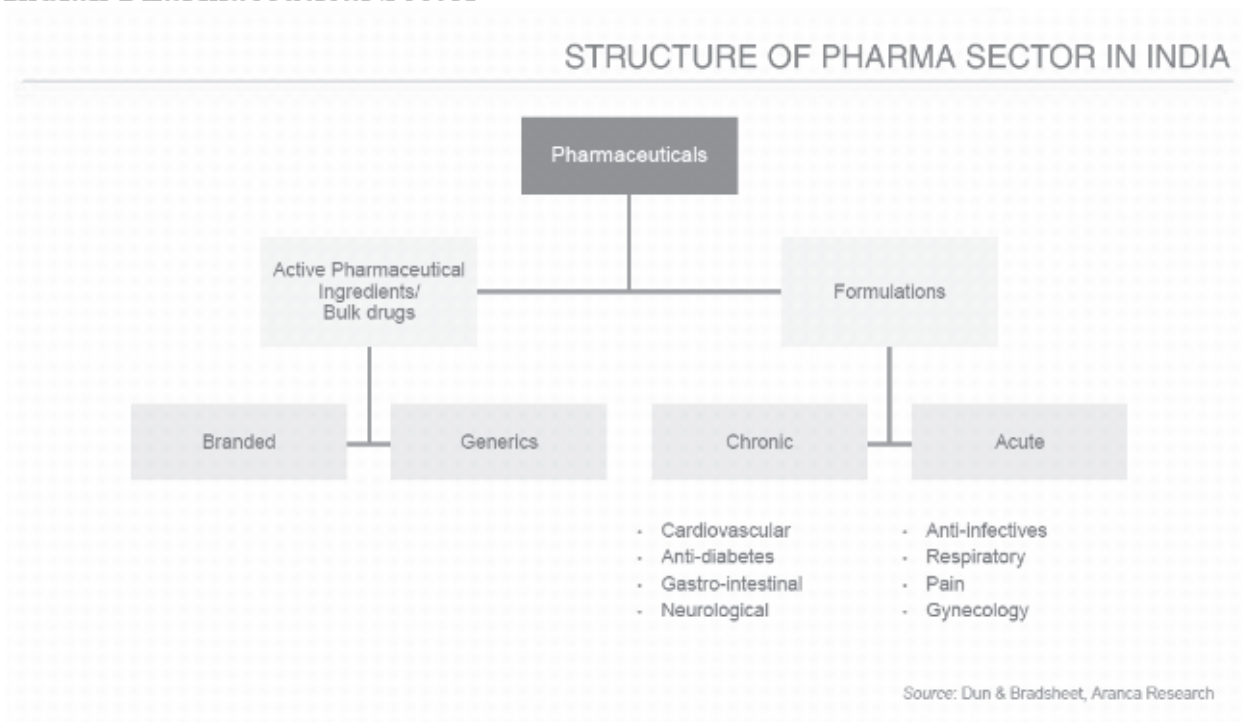 STRUCTURE OF PHARMA SECTOR IN INDIA
Pharmaceuticals
Active Pharmaceutical
Ingredients/
Bulk drugs
Formulations
Branded
Generics
Chronic
Acute
- Cardiovascular
- Anti-diabetes
- Gastro-intestinal
- Neurological
- Anti-infectives
- Respiratory
- Pain
- Gynecology
Source: Dun & Bradsheet, Aranca Research